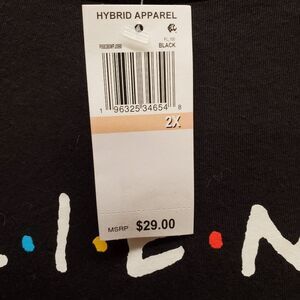 HYBRID APPAREL
BLACK
1 96325 34654 8
2X
MSRP $29.00
I • E •